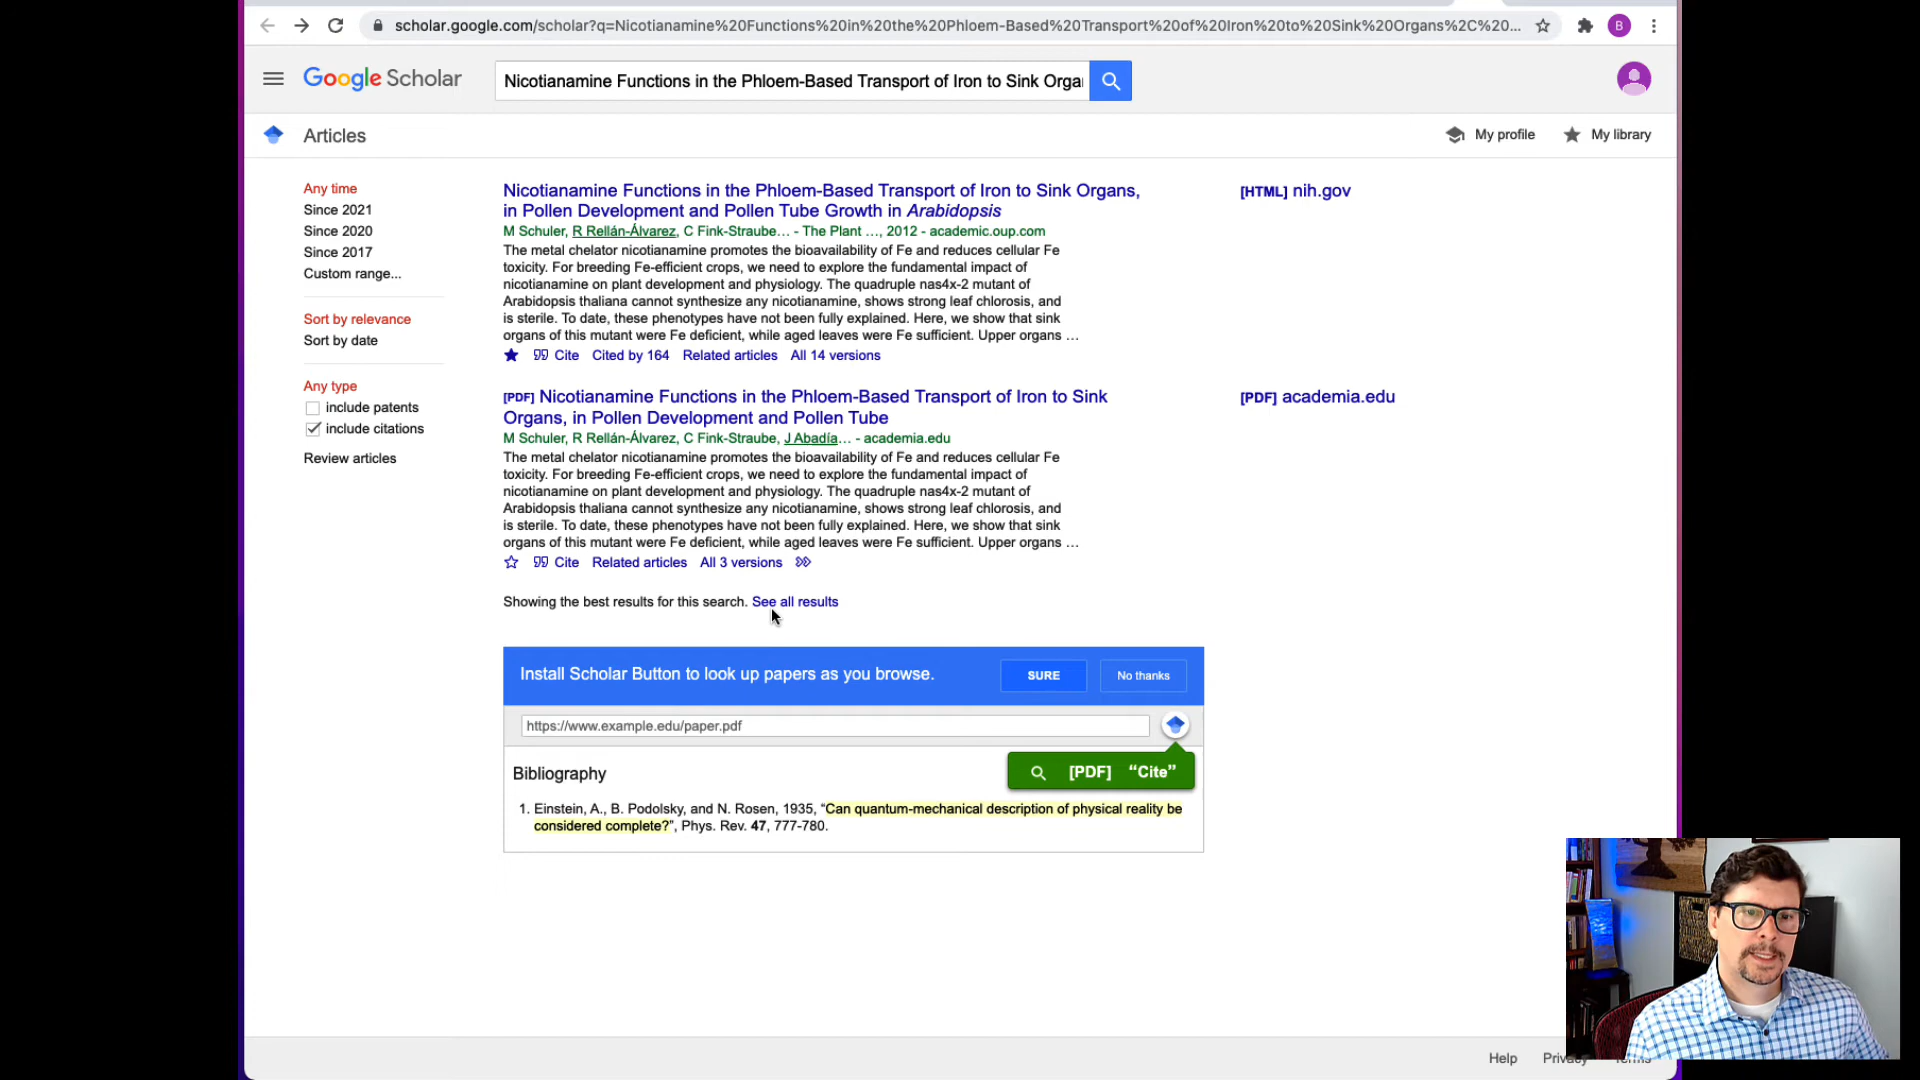 scholar.google.com/scholar?q=Nicotianamine%20Functions%20in%20the%20Phloem-Based%20Transport%20of%20Iron%20to%20Sink%20Organs%2C%20...
B
Google Scholar
Nicotianamine Functions in the Phloem-Based Transport of Iron to Sink Orga
Articles
My profile
My library
Any time
Since 2021
Since 2020
Since 2017
Custom range...
Sort by relevance
Sort by date
Any type
include patents
include citations
Review articles
Nicotianamine Functions in the Phloem-Based Transport of Iron to Sink Organs,
in Pollen Development and Pollen Tube Growth in Arabidopsis
M Schuler, R Rellán-Álvarez, C Fink-Straube… - The Plant …, 2012 - academic.oup.com
The metal chelator nicotianamine promotes the bioavailability of Fe and reduces cellular Fe
toxicity. For breeding Fe-efficient crops, we need to explore the fundamental impact of
nicotianamine on plant development and physiology. The quadruple nas4x-2 mutant of
Arabidopsis thaliana cannot synthesize any nicotianamine, shows strong leaf chlorosis, and
is sterile. To date, these phenotypes have not been fully explained. Here, we show that sink
organs of this mutant were Fe deficient, while aged leaves were Fe sufficient. Upper organs …
Cite Cited by 164 Related articles All 14 versions
[HTML] nih.gov
[PDF] Nicotianamine Functions in the Phloem-Based Transport of Iron to Sink
Organs, in Pollen Development and Pollen Tube
M Schuler, R Rellán-Álvarez, C Fink-Straube, J Abadía… - academia.edu
The metal chelator nicotianamine promotes the bioavailability of Fe and reduces cellular Fe
toxicity. For breeding Fe-efficient crops, we need to explore the fundamental impact of
nicotianamine on plant development and physiology. The quadruple nas4x-2 mutant of
Arabidopsis thaliana cannot synthesize any nicotianamine, shows strong leaf chlorosis, and
is sterile. To date, these phenotypes have not been fully explained. Here, we show that sink
organs of this mutant were Fe deficient, while aged leaves were Fe sufficient. Upper organs …
Cite Related articles All 3 versions
[PDF] academia.edu
Showing the best results for this search. See all results
Install Scholar Button to look up papers as you browse.
SURE
No thanks
https://www.example.edu/paper.pdf
Bibliography
[PDF] “Cite”
1. Einstein, A., B. Podolsky, and N. Rosen, 1935, “Can quantum-mechanical description of physical reality be
considered complete?”, Phys. Rev. 47, 777-780.
Help
Privacy
Terms